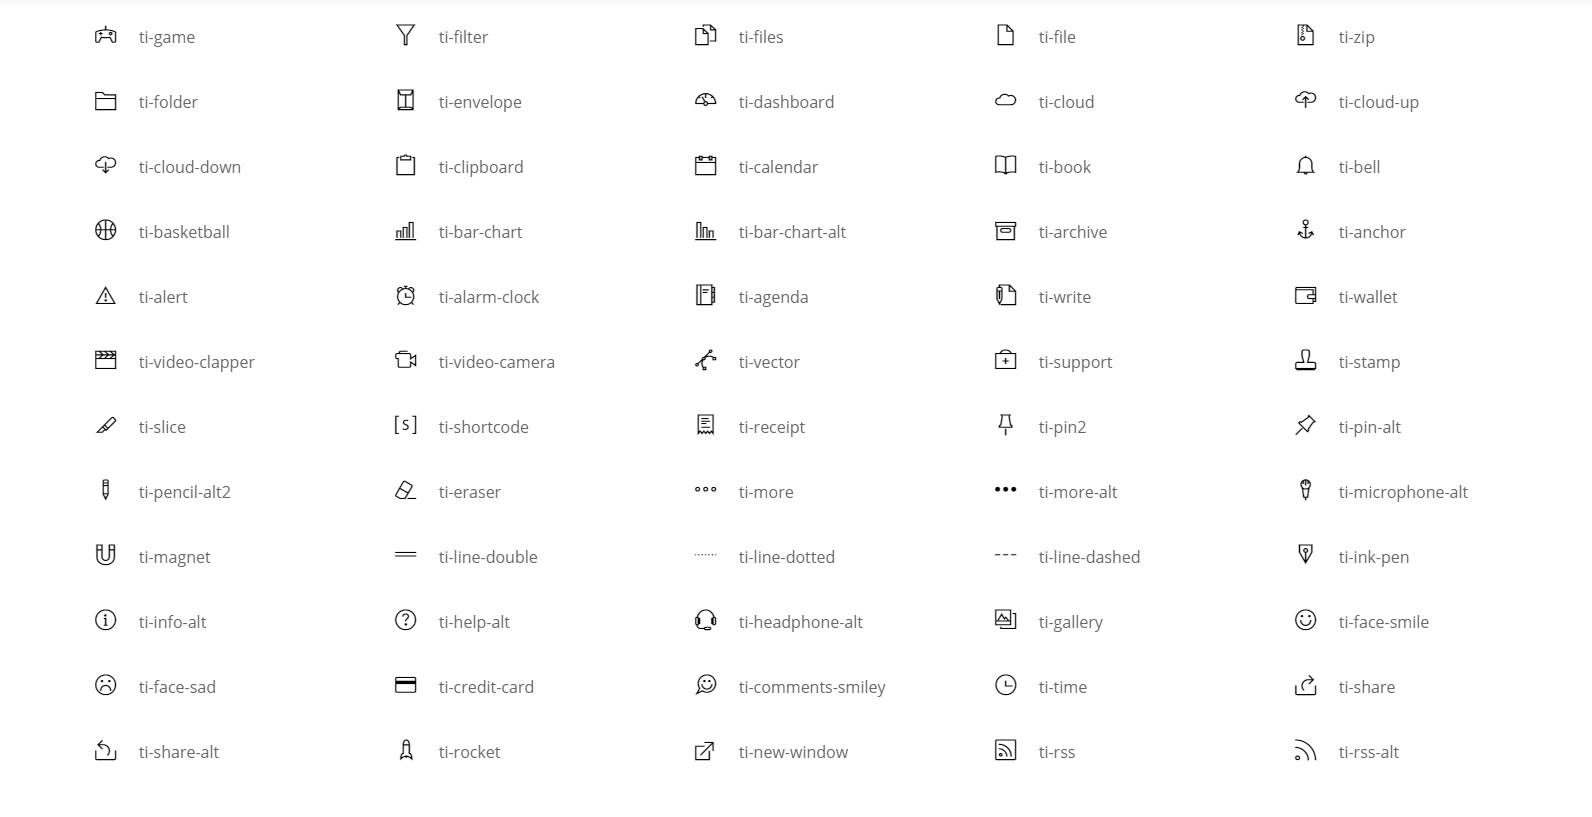 ti-game ti-filter ti-files ti-file ti-zip
ti-folder ti-envelope ti-dashboard ti-cloud ti-cloud-up
ti-cloud-down ti-clipboard ti-calendar ti-book ti-bell
ti-basketball ti-bar-chart ti-bar-chart-alt ti-archive ti-anchor
ti-alert ti-alarm-clock ti-agenda ti-write ti-wallet
ti-video-clapper ti-video-camera ti-vector ti-support ti-stamp
ti-slice [s] ti-shortcode ti-receipt ti-pin2 ti-pin-alt
ti-pencil-alt2 ti-eraser ti-more ti-more-alt ti-microphone-alt
ti-magnet ti-line-double ti-line-dotted ti-line-dashed ti-ink-pen
ti-info-alt ti-help-alt ti-headphone-alt ti-gallery ti-face-smile
ti-face-sad ti-credit-card ti-comments-smiley ti-time ti-share
ti-share-alt ti-rocket ti-new-window ti-rss ti-rss-alt